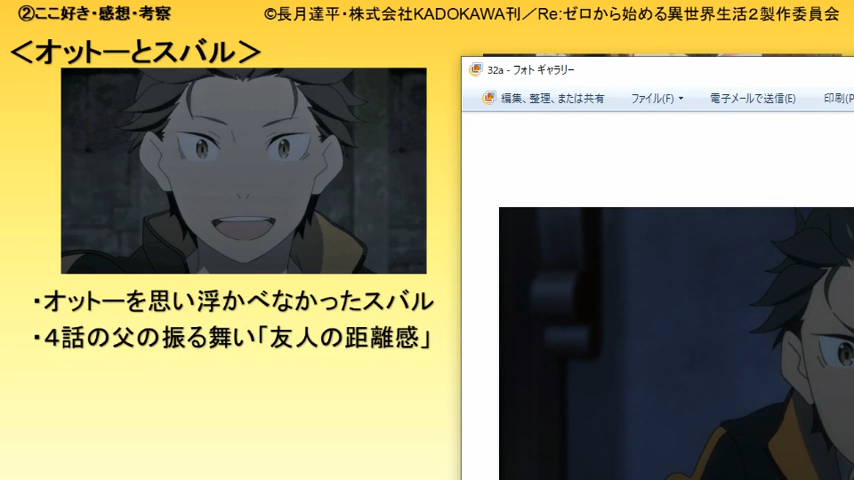 ②ここ好き・感想・考察
©長月達平・株式会社KADOKAWA刊／Re:ゼロから始める異世界生活２製作委員会
＜オットーとスバル＞
32a - フォト ギャラリー
編集、整理、または共有 ファイル(F) 電子メールで送信(E) 印刷(P
・オットーを思い浮かべなかったスバル
・４話の父の振る舞い「友人の距離感」